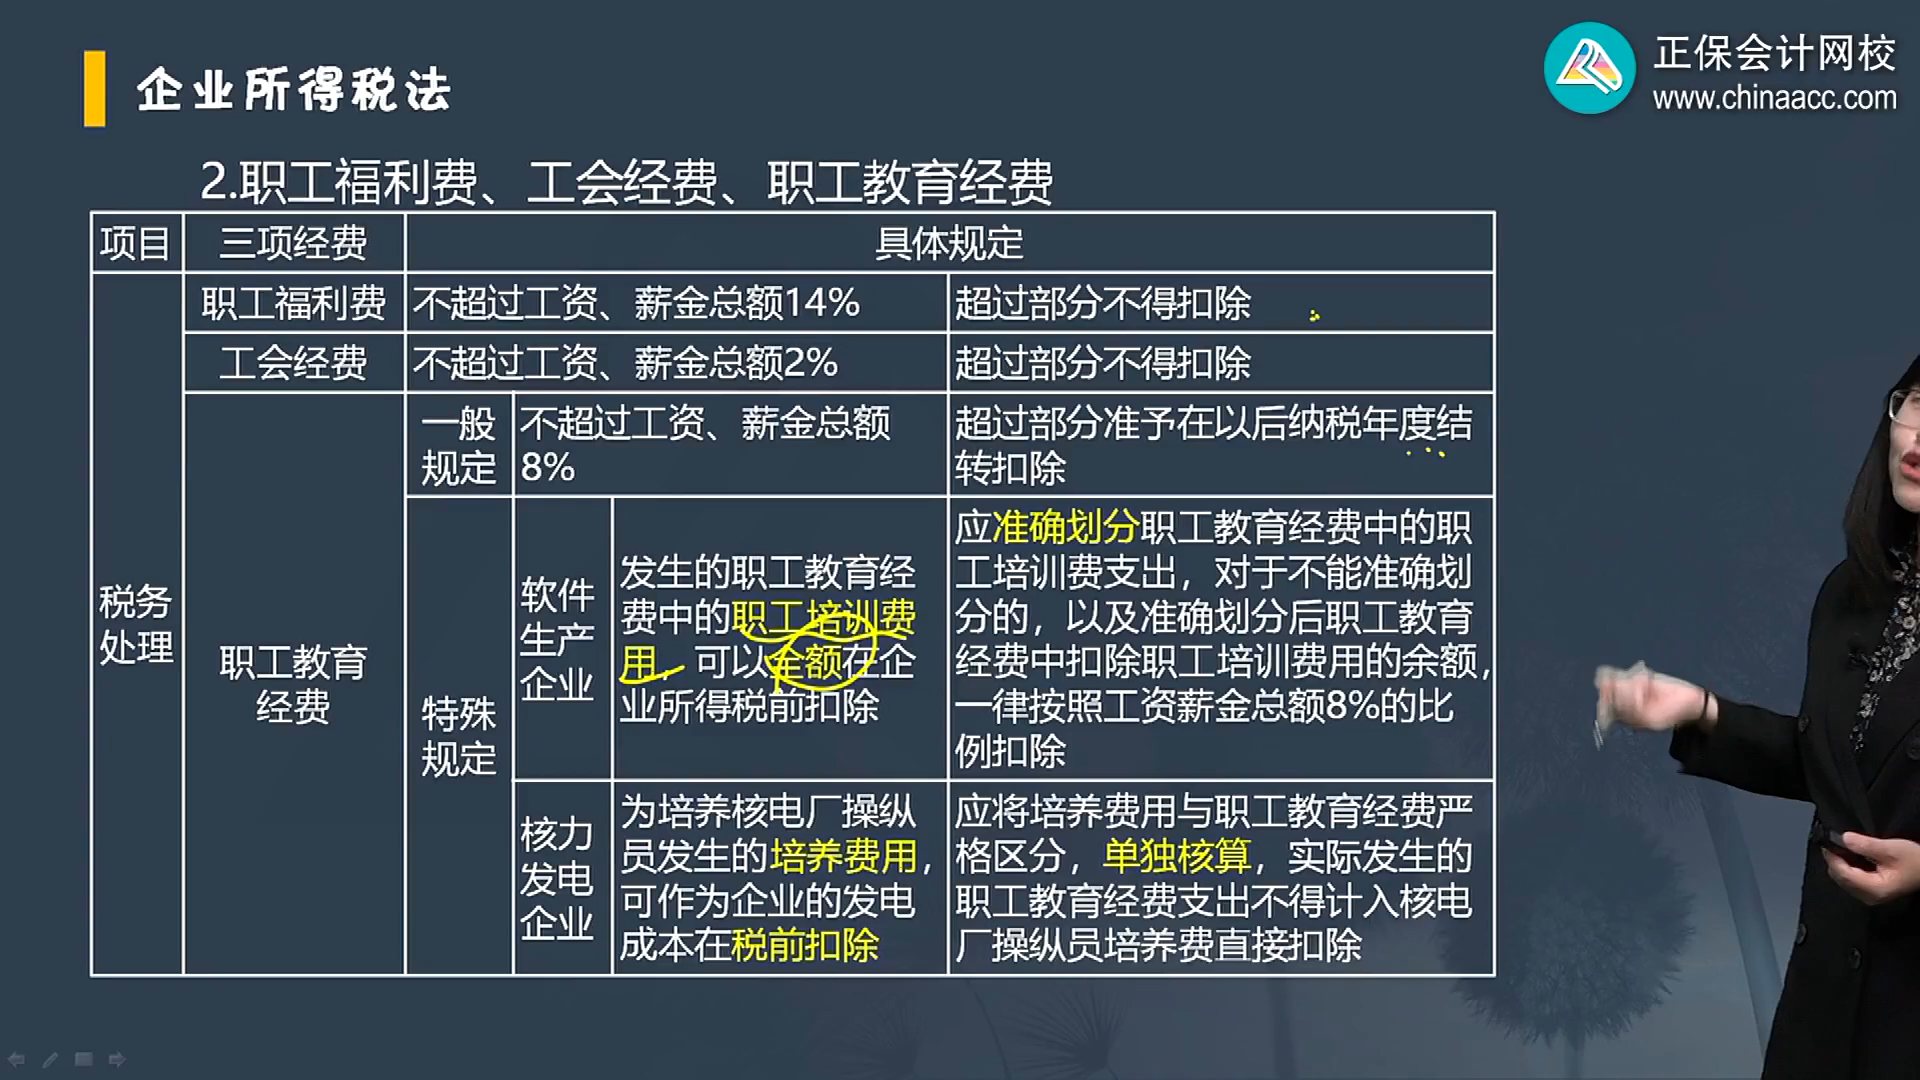 企业所得税法
正保会计网校
www.chinaacc.com
2.职工福利费、工会经费、职工教育经费
项目
三项经费
具体规定
税务
处理
职工福利费
不超过工资、薪金总额14%
超过部分不得扣除
工会经费
不超过工资、薪金总额2%
超过部分不得扣除
职工教育
经费
一般
规定
不超过工资、薪金总额
8%
超过部分准予在以后纳税年度结
转扣除
特殊
规定
软件
生产
企业
发生的职工教育经
费中的职工培训费
用，可以全额在企
业所得税前扣除
应准确划分职工教育经费中的职
工培训费支出，对于不能准确划
分的，以及准确划分后职工教育
经费中扣除职工培训费用的余额，
一律按照工资薪金总额8%的比
例扣除
核力
发电
企业
为培养核电厂操纵
员发生的培养费用，
可作为企业的发电
成本在税前扣除
应将培养费用与职工教育经费严
格区分，单独核算，实际发生的
职工教育经费支出不得计入核电
厂操纵员培养费直接扣除